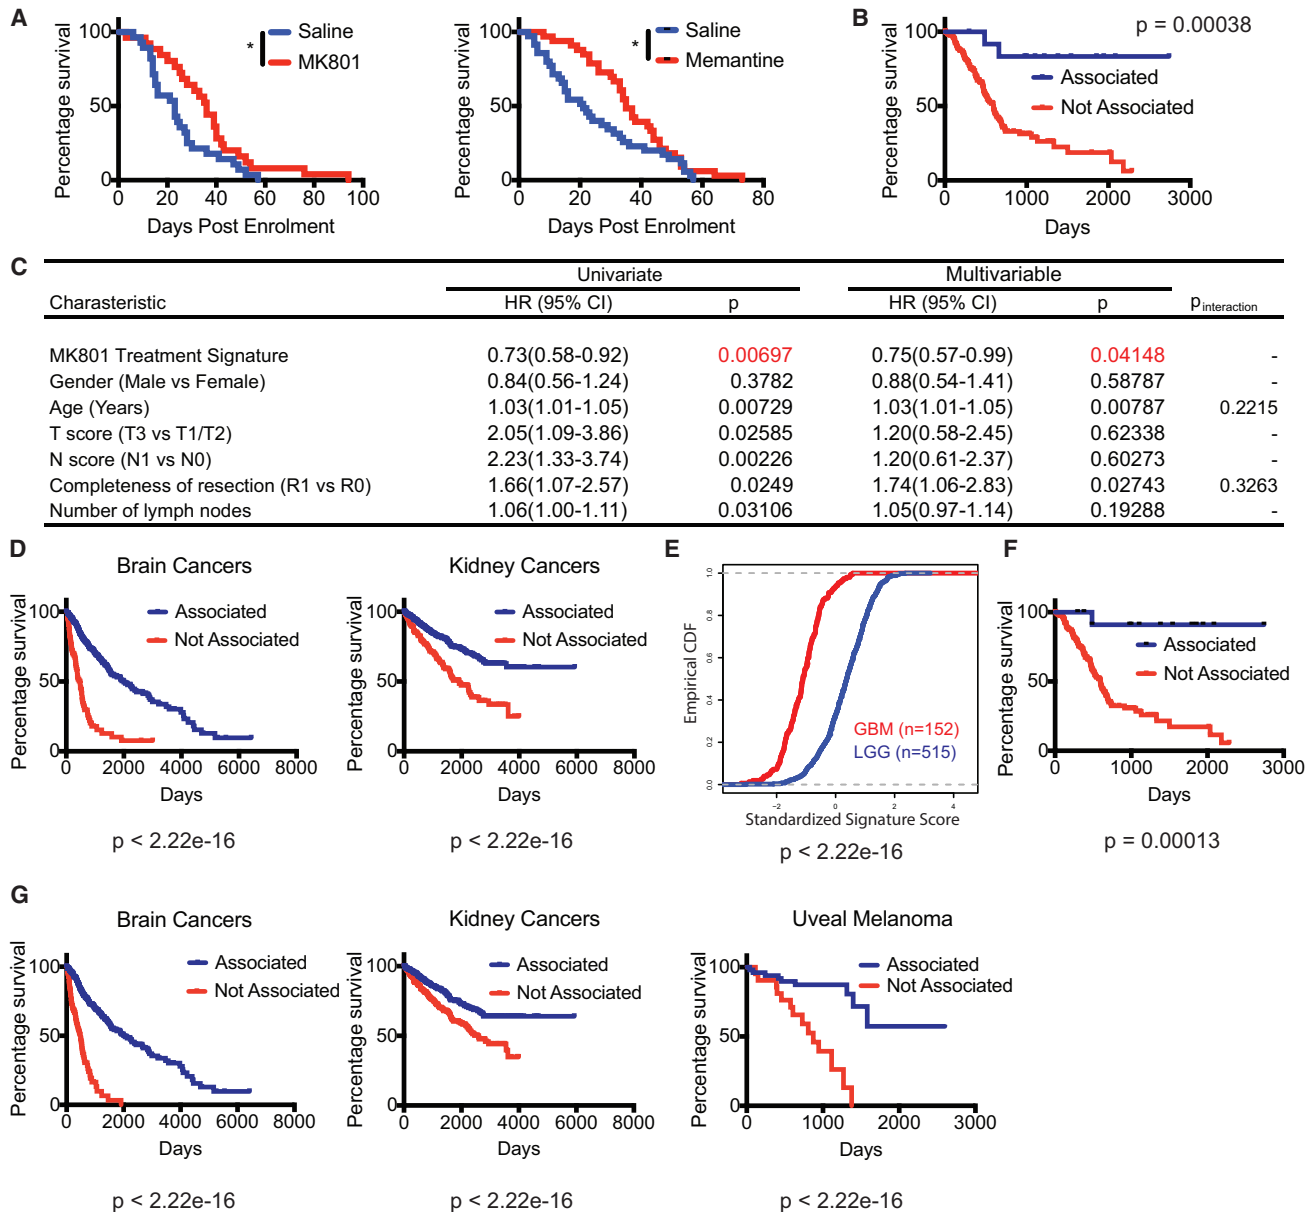 A
Percentage survival
100
50
0
0 20 40 60 80 100
Days Post Enrolment
*
Saline
MK801
Percentage survival
100
50
0
0 20 40 60 80
Days Post Enrolment
*
Saline
Memantine
B
p = 0.00038
Percentage survival
100
50
0
0 1000 2000 3000
Days
Associated
Not Associated
C
Univariate Multivariable
Charasteristic HR (95% CI) p HR (95% CI) p pinteraction
MK801 Treatment Signature 0.73(0.58-0.92) 0.00697 0.75(0.57-0.99) 0.04148 -
Gender (Male vs Female) 0.84(0.56-1.24) 0.3782 0.88(0.54-1.41) 0.58787 -
Age (Years) 1.03(1.01-1.05) 0.00729 1.03(1.01-1.05) 0.00787 0.2215
T score (T3 vs T1/T2) 2.05(1.09-3.86) 0.02585 1.20(0.58-2.45) 0.62338 -
N score (N1 vs N0) 2.23(1.33-3.74) 0.00226 1.20(0.61-2.37) 0.60273 -
Completeness of resection (R1 vs R0) 1.66(1.07-2.57) 0.0249 1.74(1.06-2.83) 0.02743 0.3263
Number of lymph nodes 1.06(1.00-1.11) 0.03106 1.05(0.97-1.14) 0.19288 -
D
Brain Cancers
Percentage survival
100
50
0
0 2000 4000 6000 8000
Days
Associated
Not Associated
p < 2.22e-16
Kidney Cancers
Percentage survival
100
50
0
0 2000 4000 6000 8000
Days
Associated
Not Associated
p < 2.22e-16
E
Empirical CDF
1.0
0.8
0.6
0.4
0.2
0.0
−2 0 2 4
Standardized Signature Score
GBM (n=152)
LGG (n=515)
p < 2.22e-16
F
Percentage survival
100
50
0
0 1000 2000 3000
Days
Associated
Not Associated
p = 0.00013
G
Brain Cancers
Percentage survival
100
50
0
0 2000 4000 6000 8000
Days
Associated
Not Associated
p < 2.22e-16
Kidney Cancers
Percentage survival
100
50
0
0 2000 4000 6000 8000
Days
Associated
Not Associated
p < 2.22e-16
Uveal Melanoma
Percentage survival
100
50
0
0 1000 2000 3000
Days
Associated
Not Associated
p < 2.22e-16